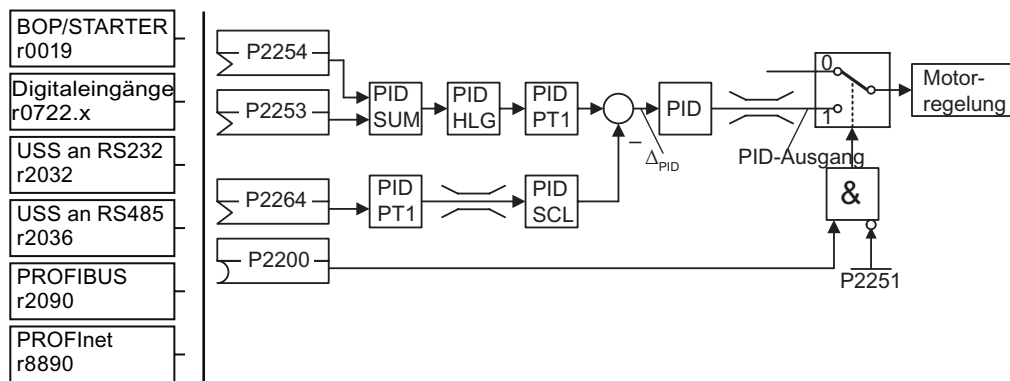 BOP/STARTER
r0019
Digitaleingänge
r0722.x
USS an RS232
r2032
USS an RS485
r2036
PROFIBUS
r2090
PROFInet
r8890
P2254
P2253
P2264
P2200
PID
SUM
PID
HLG
PID
PT1
PID
PT1
PID
SCL
−
ΔPID
PID
PID-Ausgang
0
1
Motor-
regelung
&
P2251